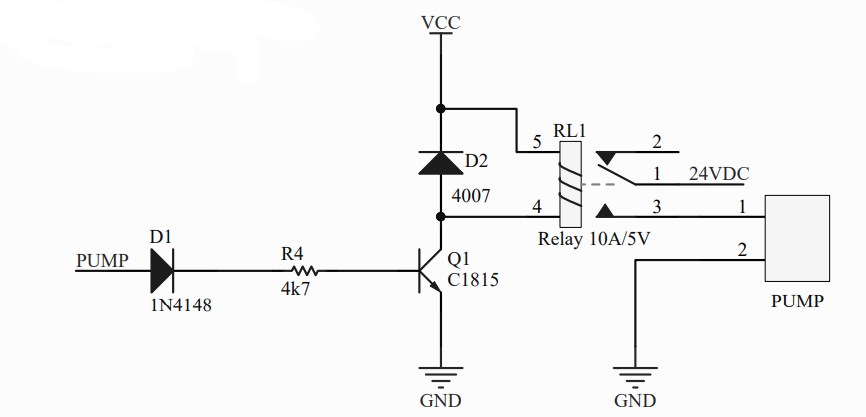 VCC
RL1
5
2
D2
1
24VDC
4007
4
3
1
D1
Relay 10A/5V
PUMP
R4
Q1
2
4k7
C1815
1N4148
PUMP
GND
GND